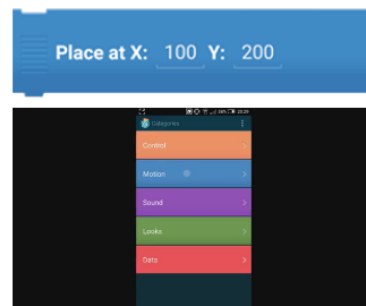 Place at X: 100 Y: 200
Categories
Control
Motion
Sound
Looks
Data